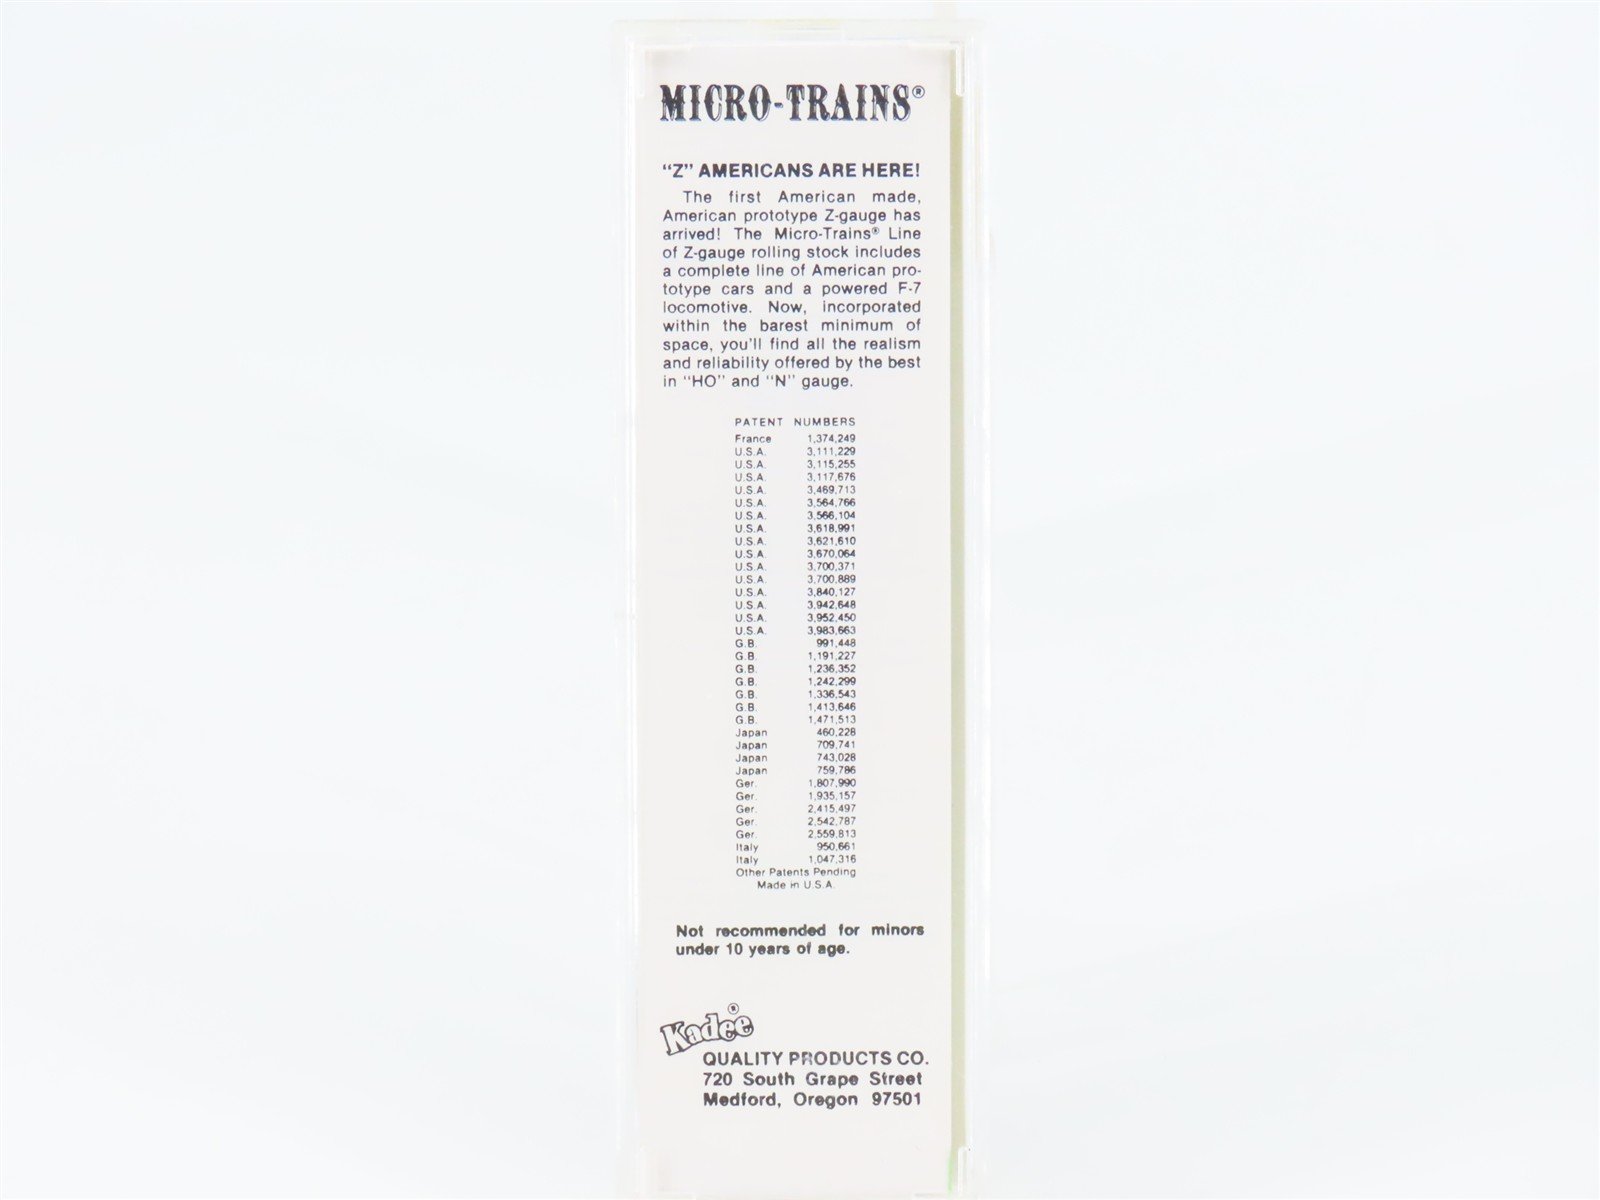 MICRO-TRAINS®
"Z" AMERICANS ARE HERE!
The first American made,
American prototype Z-gauge has
arrived! The Micro-Trains® Line
of Z-gauge rolling stock includes
a complete line of American pro-
totype cars and a powered F-7
locomotive. Now, incorporated
within the barest minimum of
space, you'll find all the realism
and reliability offered by the best
in "HO" and "N" gauge.
PATENT NUMBERS
France 1,374,249
U.S.A. 3,111,229
U.S.A. 3,115,255
U.S.A. 3,117,676
U.S.A. 3,469,713
U.S.A. 3,564,766
U.S.A. 3,566,104
U.S.A. 3,618,991
U.S.A. 3,621,610
U.S.A. 3,670,064
U.S.A. 3,700,371
U.S.A. 3,700,889
U.S.A. 3,840,127
U.S.A. 3,942,648
U.S.A. 3,952,450
U.S.A. 3,983,663
G.B. 991,448
G.B. 1,191,227
G.B. 1,236,352
G.B. 1,242,299
G.B. 1,336,543
G.B. 1,413,646
G.B. 1,471,513
Japan 460,228
Japan 709,741
Japan 743,028
Japan 759,786
Ger. 1,807,990
Ger. 1,935,157
Ger. 2,415,497
Ger. 2,542,787
Ger. 2,559,813
Italy 950,661
Italy 1,047,316
Other Patents Pending
Made in U.S.A.
Not recommended for minors
under 10 years of age.
Kadee®
QUALITY PRODUCTS CO.
720 South Grape Street
Medford, Oregon 97501